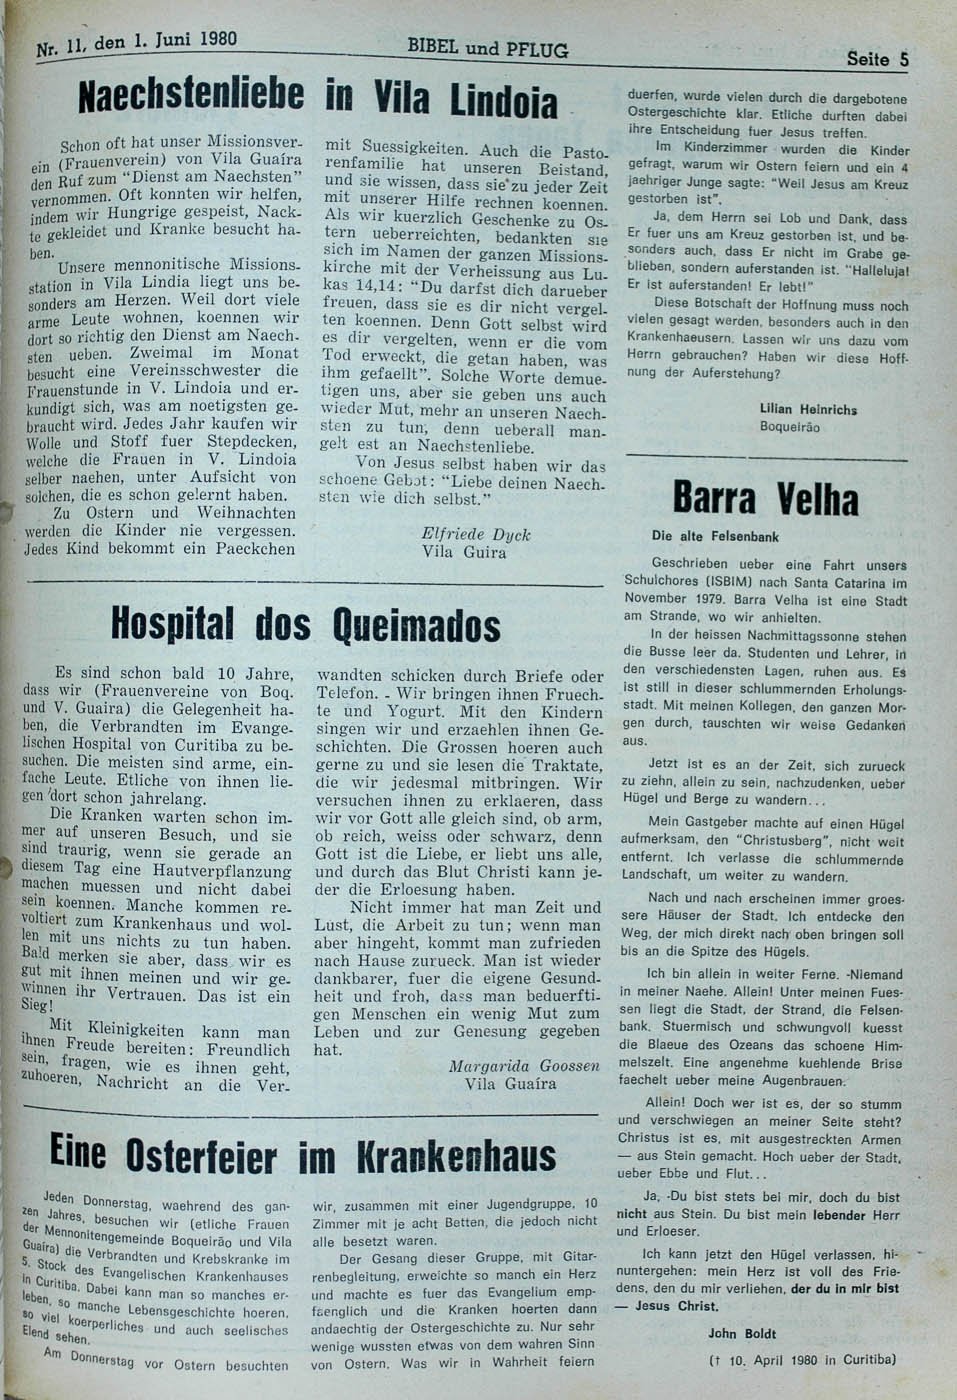 Nr. 11, den 1. Juni 1980
BIBEL und PFLUG
Seite 5
Naechstenliebe in Vila Lindoia
Schon oft hat unser Missionsver-
ein (Frauenverein) von Vila Guaíra
den Ruf zum "Dienst am Naechsten"
vernommen. Oft konnten wir helfen,
indem wir Hungrige gespeist, Nack-
te gekleidet und Kranke besucht ha-
ben.
Unsere mennonitische Missions-
station in Vila Lindia liegt uns be-
sonders am Herzen. Weil dort viele
arme Leute wohnen, koennen wir
dort so richtig den Dienst am Naech-
sten ueben. Zweimal im Monat
besucht eine Vereinsschwester die
Frauenstunde in V. Lindoia und er-
kundigt sich, was am noetigsten ge-
braucht wird. Jedes Jahr kaufen wir
Wolle und Stoff fuer Stepdecken,
welche die Frauen in V. Lindoia
selber naehen, unter Aufsicht von
solchen, die es schon gelernt haben.
Zu Ostern und Weihnachten
werden die Kinder nie vergessen.
Jedes Kind bekommt ein Paeckchen
mit Suessigkeiten. Auch die Pasto-
renfamilie hat unseren Beistand,
und sie wissen, dass sie zu jeder Zeit
mit unserer Hilfe rechnen koennen.
Als wir kuerzlich Geschenke zu Os-
tern ueberreichten, bedankten sie
sich im Namen der ganzen Missions-
kirche mit der Verheissung aus Lu-
kas 14,14: "Du darfst dich darueber
freuen, dass sie es dir nicht vergel-
ten koennen. Denn Gott selbst wird
es dir vergelten, wenn er die vom
Tod erweckt, die getan haben, was
ihm gefaellt". Solche Worte demue-
tigen uns, aber sie geben uns auch
wieder Mut, mehr an unseren Naech-
sten zu tun, denn ueberall man-
gelt est an Naechstenliebe.
Von Jesus selbst haben wir das
schoene Gebot: "Liebe deinen Naech-
sten wie dich selbst."
Elfriede Dyck
Vila Guira
Hospital dos Queimados
Es sind schon bald 10 Jahre,
dass wir (Frauenvereine von Boq.
und V. Guaira) die Gelegenheit ha-
ben, die Verbrandten im Evange-
lischen Hospital von Curitiba zu be-
suchen. Die meisten sind arme, ein-
fache Leute. Etliche von ihnen lie-
gen dort schon jahrelang.
Die Kranken warten schon im-
mer auf unseren Besuch, und sie
sind traurig, wenn sie gerade an
diesem Tag eine Hautverpflanzung
machen muessen und nicht dabei
sein koennen. Manche kommen re-
voltiert zum Krankenhaus und wol-
len mit uns nichts zu tun haben.
Bald merken sie aber, dass wir es
gut mit ihnen meinen und wir ge-
winnen ihr Vertrauen. Das ist ein
Sieg!
Mit Kleinigkeiten kann man
ihnen Freude bereiten: Freundlich
sein, fragen, wie es ihnen geht,
zuhoeren, Nachricht an die Ver-
wandten schicken durch Briefe oder
Telefon. - Wir bringen ihnen Fruech-
te und Yogurt. Mit den Kindern
singen wir und erzaehlen ihnen Ge-
schichten. Die Grossen hoeren auch
gerne zu und sie lesen die Traktate,
die wir jedesmal mitbringen. Wir
versuchen ihnen zu erklaeren, dass
wir vor Gott alle gleich sind, ob arm,
ob reich, weiss oder schwarz, denn
Gott ist die Liebe, er liebt uns alle,
und durch das Blut Christi kann je-
der die Erloesung haben.
Nicht immer hat man Zeit und
Lust, die Arbeit zu tun; wenn man
aber hingeht, kommt man zufrieden
nach Hause zurueck. Man ist wieder
dankbarer, fuer die eigene Gesund-
heit und froh, dass man beduerfti-
gen Menschen ein wenig Mut zum
Leben und zur Genesung gegeben
hat.
Margarida Goossen
Vila Guaíra
Eine Osterfeier im Krankenhaus
Jeden Donnerstag, waehrend des gan-
zen Jahres, besuchen wir (etliche Frauen
der Mennonitengemeinde Boqueirão und Vila
Guaíra) die Verbrandten und Krebskranke im
5. Stock des Evangelischen Krankenhauses
in Curitiba. Dabei kann man so manches er-
leben, so manche Lebensgeschichte hoeren,
so viel koerperliches und auch seelisches
Elend sehen.
Am Donnerstag vor Ostern besuchten
wir, zusammen mit einer Jugendgruppe, 10
Zimmer mit je acht Betten, die jedoch nicht
alle besetzt waren.
Der Gesang dieser Gruppe, mit Gitar-
renbegleitung, erweichte so manch ein Herz
und machte es fuer das Evangelium emp-
faenglich und die Kranken hoerten dann
andaechtig der Ostergeschichte zu. Nur sehr
wenige wussten etwas von dem wahren Sinn
von Ostern. Was wir in Wahrheit feiern
duerfen, wurde vielen durch die dargebotene
Ostergeschichte klar. Etliche durften dabei
ihre Entscheidung fuer Jesus treffen.
Im Kinderzimmer wurden die Kinder
gefragt, warum wir Ostern feiern und ein 4
jaehriger Junge sagte: "Weil Jesus am Kreuz
gestorben ist".
Ja, dem Herrn sei Lob und Dank, dass
Er fuer uns am Kreuz gestorben ist, und be-
sonders auch, dass Er nicht im Grabe ge-
blieben, sondern auferstanden ist. "Halleluja!
Er ist auferstanden! Er lebt!"
Diese Botschaft der Hoffnung muss noch
vielen gesagt werden, besonders auch in den
Krankenhaeusern. Lassen wir uns dazu vom
Herrn gebrauchen? Haben wir diese Hoff-
nung der Auferstehung?
Lilian Heinrichs
Boqueirão
Barra Velha
Die alte Felsenbank
Geschrieben ueber eine Fahrt unsers
Schulchores (ISBIM) nach Santa Catarina im
November 1979. Barra Velha ist eine Stadt
am Strande, wo wir anhielten.
In der heissen Nachmittagssonne stehen
die Busse leer da. Studenten und Lehrer, in
den verschiedensten Lagen, ruhen aus. Es
ist still in dieser schlummernden Erholungs-
stadt. Mit meinen Kollegen, den ganzen Mor-
gen durch, tauschten wir weise Gedanken
aus.
Jetzt ist es an der Zeit, sich zurueck
zu ziehn, allein zu sein, nachzudenken, ueber
Hügel und Berge zu wandern...
Mein Gastgeber machte auf einen Hügel
aufmerksam, den "Christusberg", nicht weit
entfernt. Ich verlasse die schlummernde
Landschaft, um weiter zu wandern.
Nach und nach erscheinen immer groes-
sere Häuser der Stadt. Ich entdecke den
Weg, der mich direkt nach oben bringen soll
bis an die Spitze des Hügels.
Ich bin allein in weiter Ferne. -Niemand
in meiner Naehe. Allein! Unter meinen Fues-
sen liegt die Stadt, der Strand, die Felsen-
bank. Stuermisch und schwungvoll kuesst
die Blaeue des Ozeans das schoene Him-
melszelt. Eine angenehme kuehlende Brise
faechelt ueber meine Augenbrauen.
Allein! Doch wer ist es, der so stumm
und verschwiegen an meiner Seite steht?
Christus ist es, mit ausgestreckten Armen
— aus Stein gemacht. Hoch ueber der Stadt,
ueber Ebbe und Flut...
Ja, -Du bist stets bei mir, doch du bist
nicht aus Stein. Du bist mein lebender Herr
und Erloeser.
Ich kann jetzt den Hügel verlassen, hi-
nuntergehen: mein Herz ist voll des Frie-
dens, den du mir verliehen, der du in mir bist
— Jesus Christ.
John Boldt
(† 10. April 1980 in Curitiba)